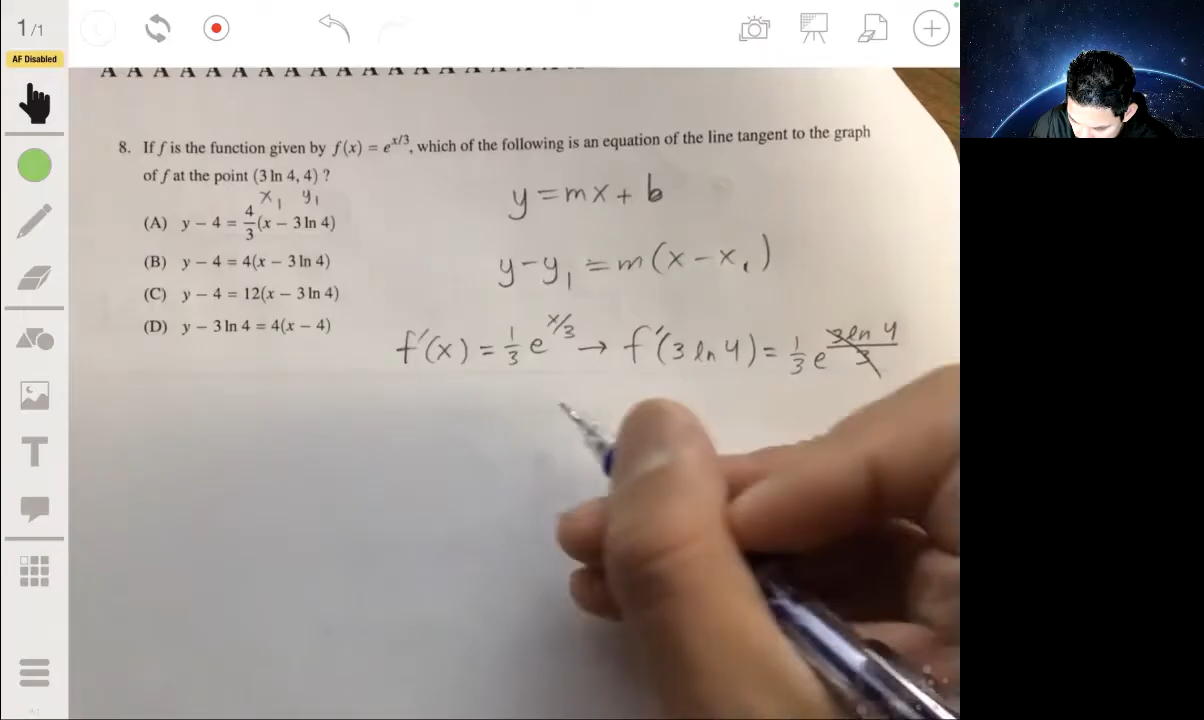 1/1
AF Disabled
A A A A A A A A A A A A A A A
8. If f is the function given by f(x) = e^{x/3}, which of the following is an equation of the line tangent to the graph
of f at the point (3 ln 4, 4) ?
x₁ y₁
(A) y − 4 = 4/3(x − 3 ln 4)
(B) y − 4 = 4(x − 3 ln 4)
(C) y − 4 = 12(x − 3 ln 4)
(D) y − 3 ln 4 = 4(x − 4)
y = mx + b
y − y₁ = m(x − x₁)
f'(x) = 1/3 e^{x/3} → f'(3 ln 4) = 1/3 e^{3 ln 4/3}
T